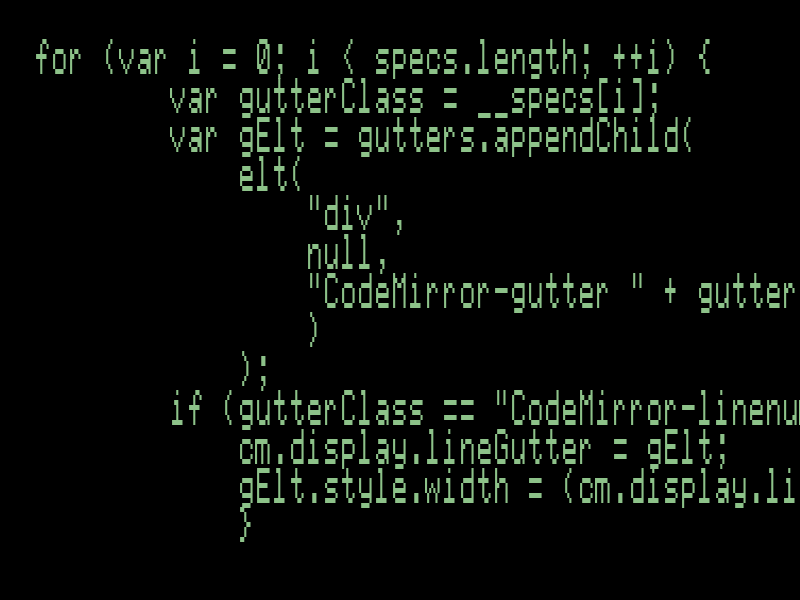 for (var i = 0; i < specs.length; ++i) {
var gutterClass = __specs[i];
var gElt = gutters.appendChild(
elt(
"div",
null,
"CodeMirror-gutter " + gutter
)
);
if (gutterClass == "CodeMirror-linenu
cm.display.lineGutter = gElt;
gElt.style.width = (cm.display.li
}